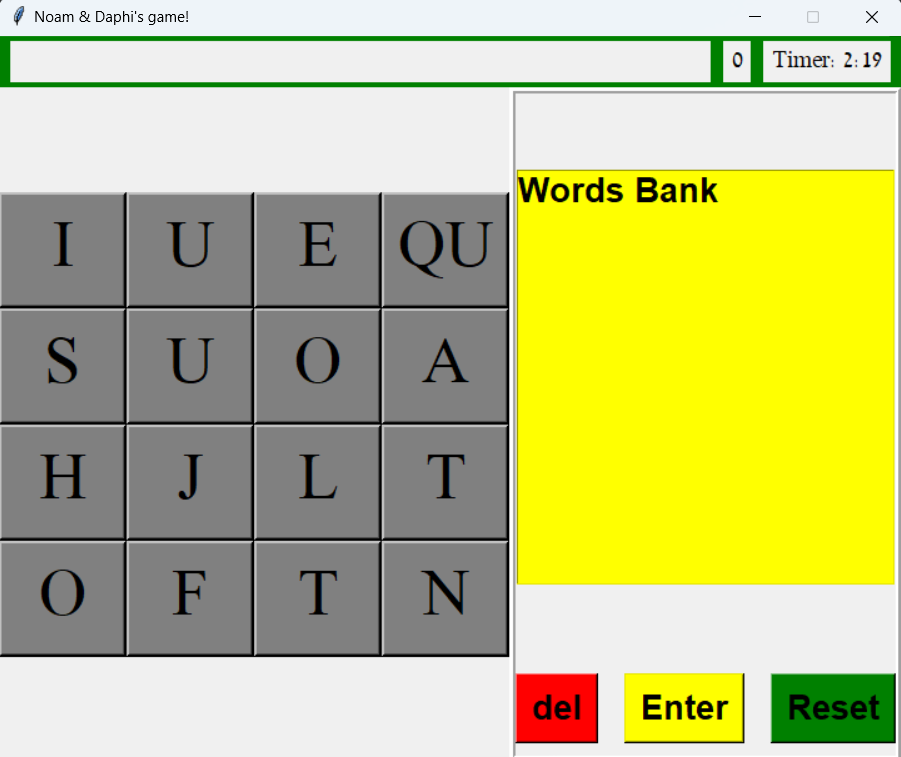 Noam & Daphi's game!
0 Timer: 2:19
Words Bank
I U E QU
S U O A
H J L T
O F T N
del Enter Reset